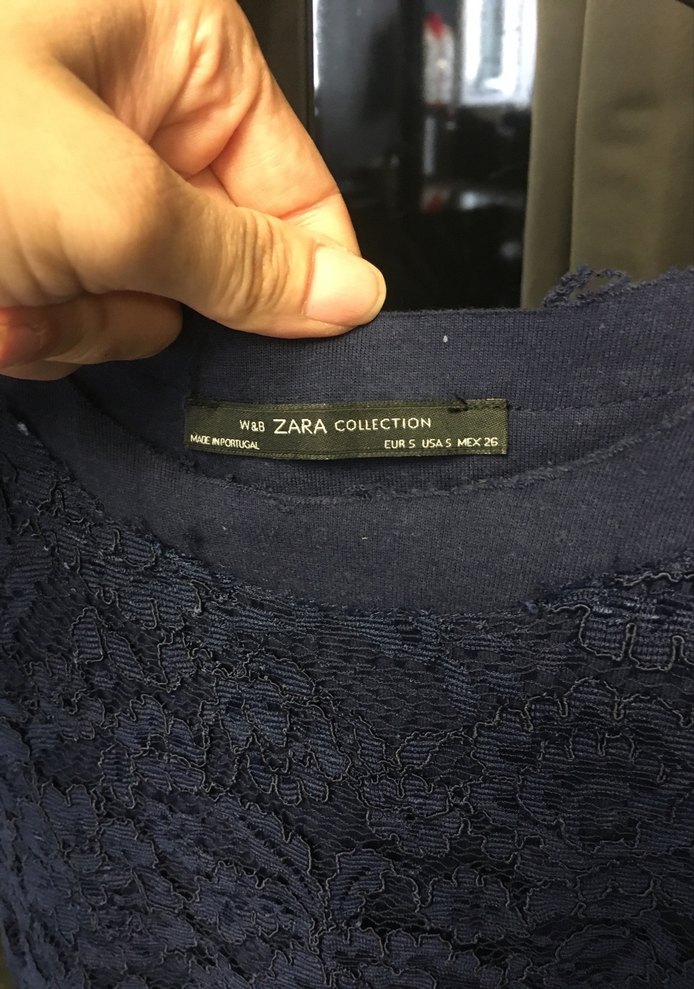 W&B ZARA COLLECTION
MADE IN PORTUGAL EUR S USA S MEX 26